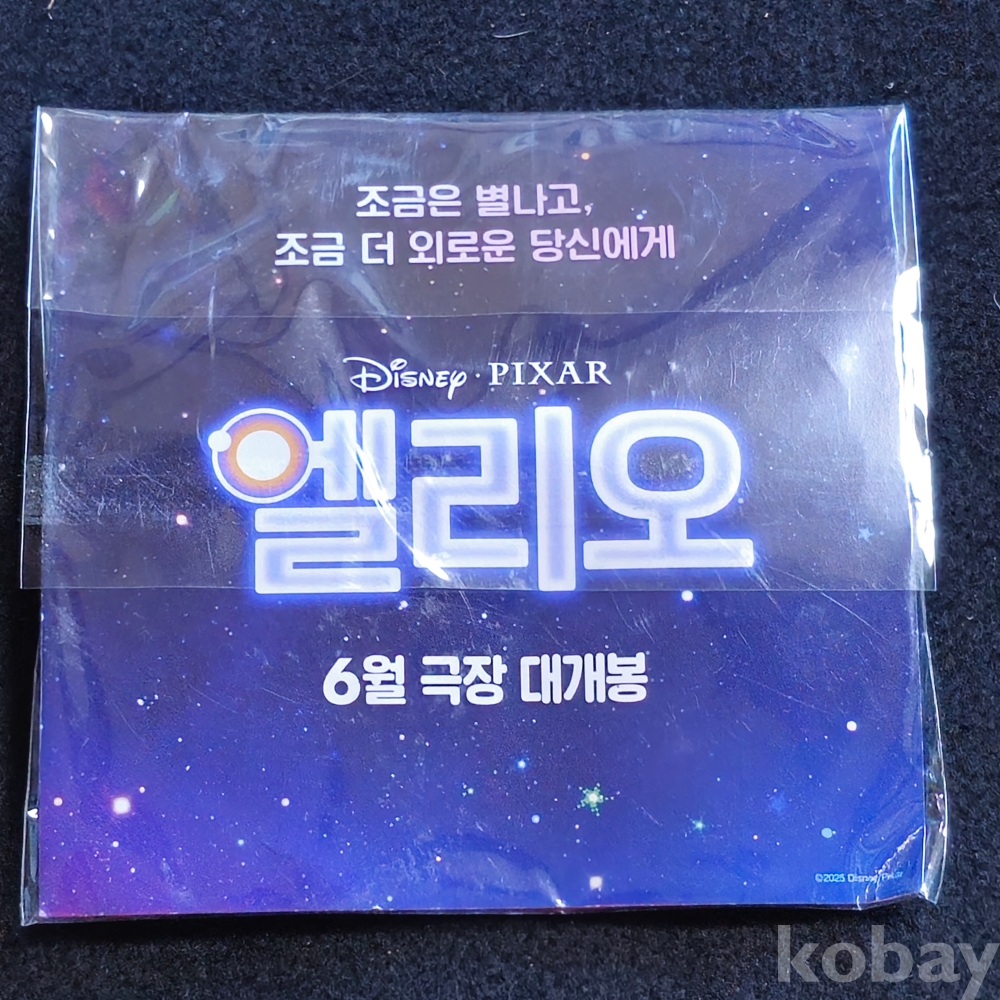 조금은 별나고,
조금 더 외로운 당신에게
Disney · PIXAR
엘리오
6월 극장 대개봉
©2025 Disney/Pixar
kobay